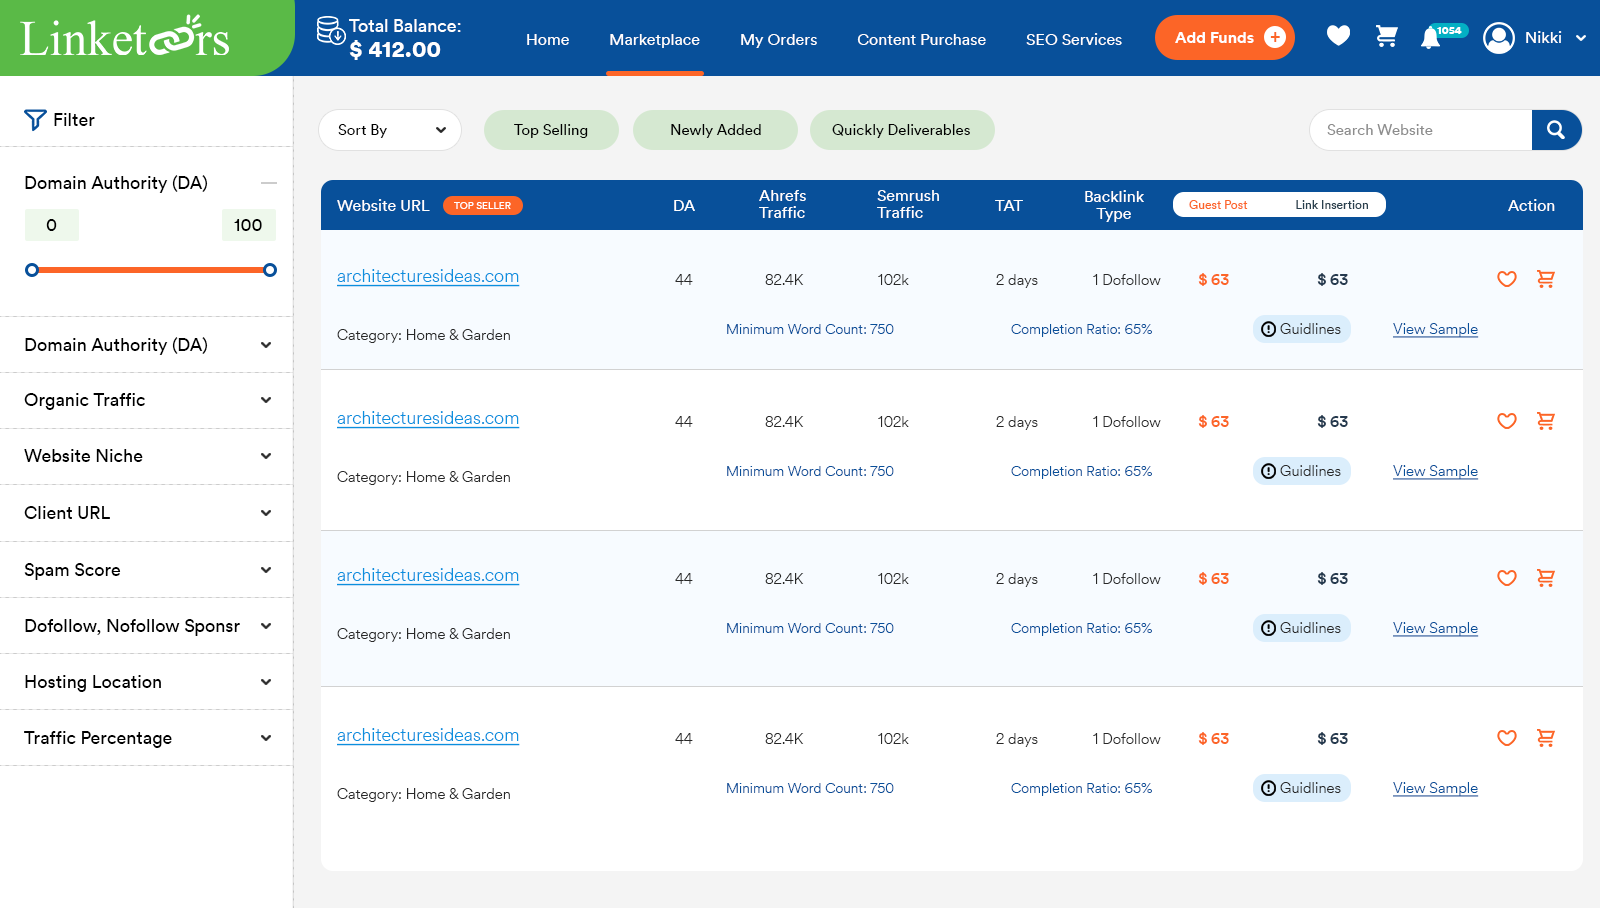 Linketors
Total Balance:
$ 412.00
Home
Marketplace
My Orders
Content Purchase
SEO Services
Add Funds
1054
Nikki
Filter
Domain Authority (DA)
0
100
Domain Authority (DA)
Organic Traffic
Website Niche
Client URL
Spam Score
Dofollow, Nofollow Sponsr
Hosting Location
Traffic Percentage
Sort By
Top Selling
Newly Added
Quickly Deliverables
Search Website
Website URL
TOP SELLER
DA
Ahrefs
Traffic
Semrush
Traffic
TAT
Backlink
Type
Guest Post
Link Insertion
Action
architecturesideas.com
44
82.4K
102k
2 days
1 Dofollow
$ 63
$ 63
Category: Home & Garden
Minimum Word Count: 750
Completion Ratio: 65%
Guidlines
View Sample
architecturesideas.com
44
82.4K
102k
2 days
1 Dofollow
$ 63
$ 63
Category: Home & Garden
Minimum Word Count: 750
Completion Ratio: 65%
Guidlines
View Sample
architecturesideas.com
44
82.4K
102k
2 days
1 Dofollow
$ 63
$ 63
Category: Home & Garden
Minimum Word Count: 750
Completion Ratio: 65%
Guidlines
View Sample
architecturesideas.com
44
82.4K
102k
2 days
1 Dofollow
$ 63
$ 63
Category: Home & Garden
Minimum Word Count: 750
Completion Ratio: 65%
Guidlines
View Sample